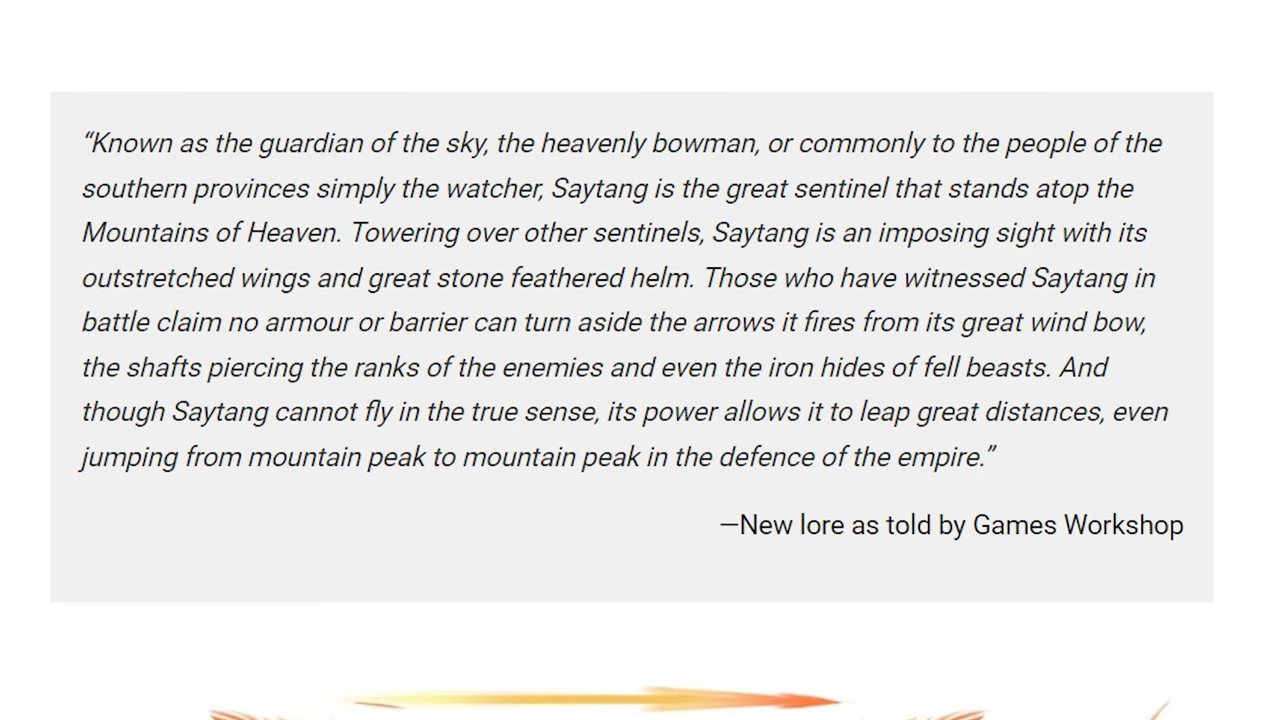 “Known as the guardian of the sky, the heavenly bowman, or commonly to the people of the
southern provinces simply the watcher, Saytang is the great sentinel that stands atop the
Mountains of Heaven. Towering over other sentinels, Saytang is an imposing sight with its
outstretched wings and great stone feathered helm. Those who have witnessed Saytang in
battle claim no armour or barrier can turn aside the arrows it fires from its great wind bow,
the shafts piercing the ranks of the enemies and even the iron hides of fell beasts. And
though Saytang cannot fly in the true sense, its power allows it to leap great distances, even
jumping from mountain peak to mountain peak in the defence of the empire.”
—New lore as told by Games Workshop